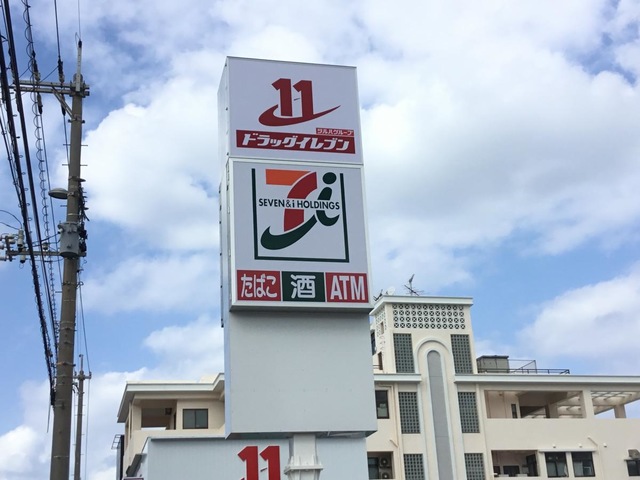 11
ツルハグループ
ドラッグイレブン
7i
SEVEN & i HOLDINGS
たばこ 酒 ATM
11